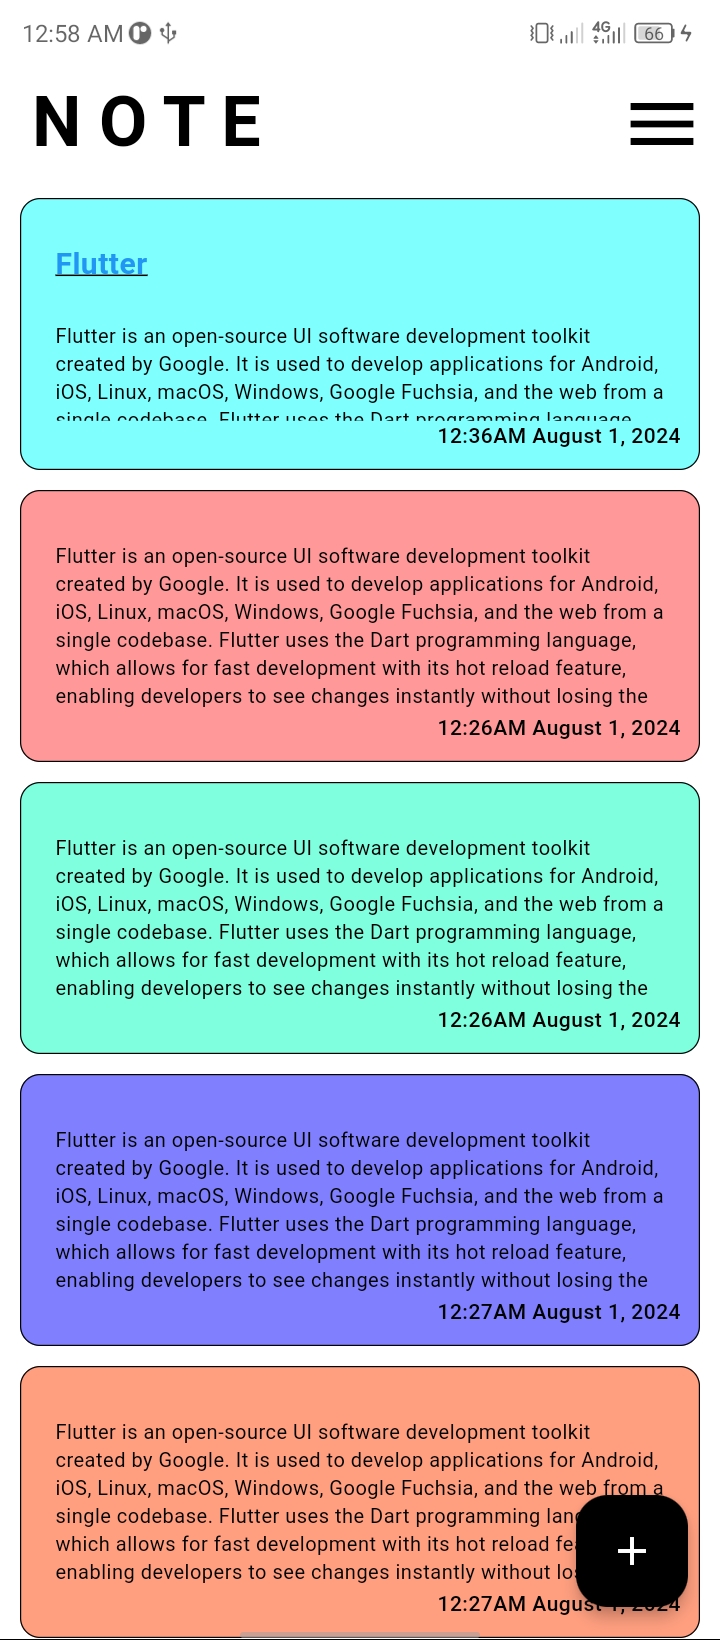 12:58 AM
4G
66
NOTE
Flutter
Flutter is an open-source UI software development toolkit
created by Google. It is used to develop applications for Android,
iOS, Linux, macOS, Windows, Google Fuchsia, and the web from a
single codebase. Flutter uses the Dart programming language
12:36AM August 1, 2024
Flutter is an open-source UI software development toolkit
created by Google. It is used to develop applications for Android,
iOS, Linux, macOS, Windows, Google Fuchsia, and the web from a
single codebase. Flutter uses the Dart programming language,
which allows for fast development with its hot reload feature,
enabling developers to see changes instantly without losing the
12:26AM August 1, 2024
Flutter is an open-source UI software development toolkit
created by Google. It is used to develop applications for Android,
iOS, Linux, macOS, Windows, Google Fuchsia, and the web from a
single codebase. Flutter uses the Dart programming language,
which allows for fast development with its hot reload feature,
enabling developers to see changes instantly without losing the
12:26AM August 1, 2024
Flutter is an open-source UI software development toolkit
created by Google. It is used to develop applications for Android,
iOS, Linux, macOS, Windows, Google Fuchsia, and the web from a
single codebase. Flutter uses the Dart programming language,
which allows for fast development with its hot reload feature,
enabling developers to see changes instantly without losing the
12:27AM August 1, 2024
Flutter is an open-source UI software development toolkit
created by Google. It is used to develop applications for Android,
iOS, Linux, macOS, Windows, Google Fuchsia, and the web from a
single codebase. Flutter uses the Dart programming
which allows for fast development with its hot reload
enabling developers to see changes instantly without
12:27AM August 1, 2024